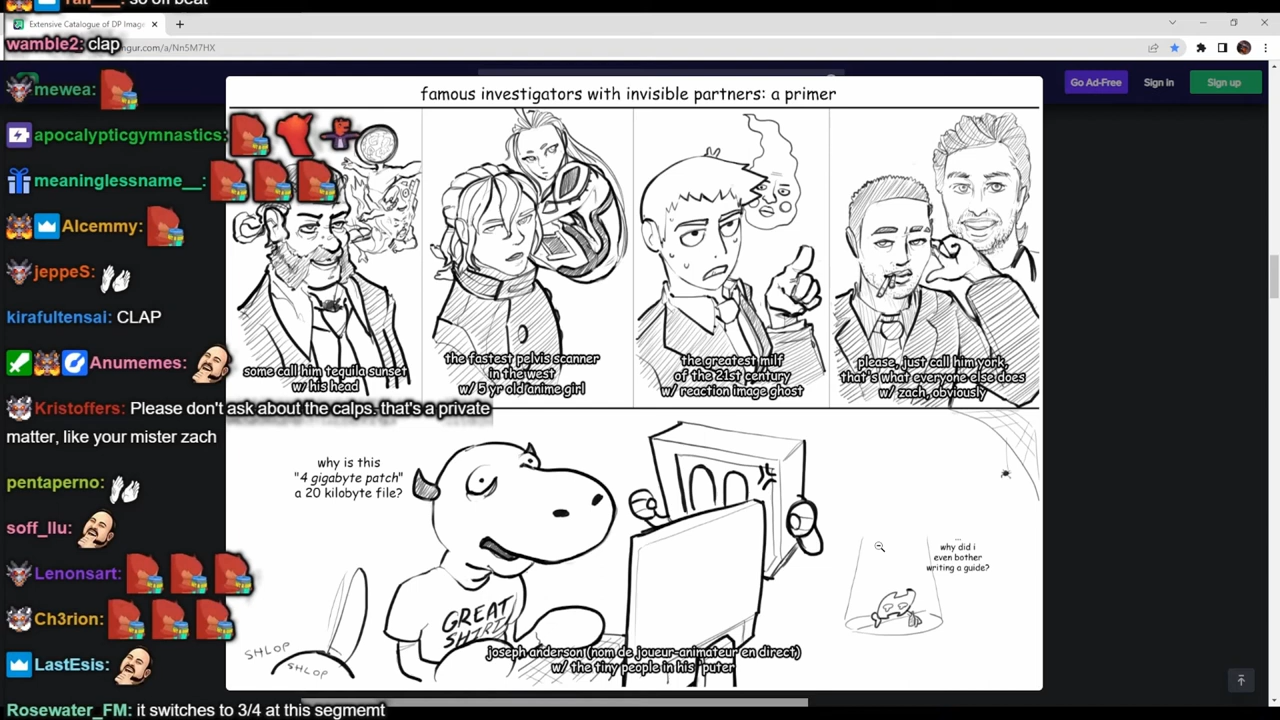 so off beat
Extensive Catalogue of DP Imag
wamble2: clap
gur.com/a/Nn5M7HX
mewea:
Go Ad-Free
Sign in
Sign up
famous investigators with invisible partners: a primer
apocalypticgymnastics:
meaninglessname__:
Alcemmy:
jeppeS:
kirafultensai: CLAP
Anumemes:
some call him tequila sunset
w/ his head
the fastest pelvis scanner
in the west
w/ 5 yr old anime girl
the greatest milf
of the 21st century
w/ reaction image ghost
please, just call him york,
that's what everyone else does
w/ zach, obviously
Kristoffers: Please don't ask about the calps. that's a private
matter, like your mister zach
pentaperno:
soff_llu:
Lenonsart:
Ch3rion:
LastEsis:
why is this
"4 gigabyte patch"
a 20 kilobyte file?
GREAT
SHIRT
SHLOP
SHLOP
...
why did i
even bother
writing a guide?
joseph anderson (nom de joueur-animateur en direct)
w/ the tiny people in his 'puter
Rosewater_FM: it switches to 3/4 at this segmemt